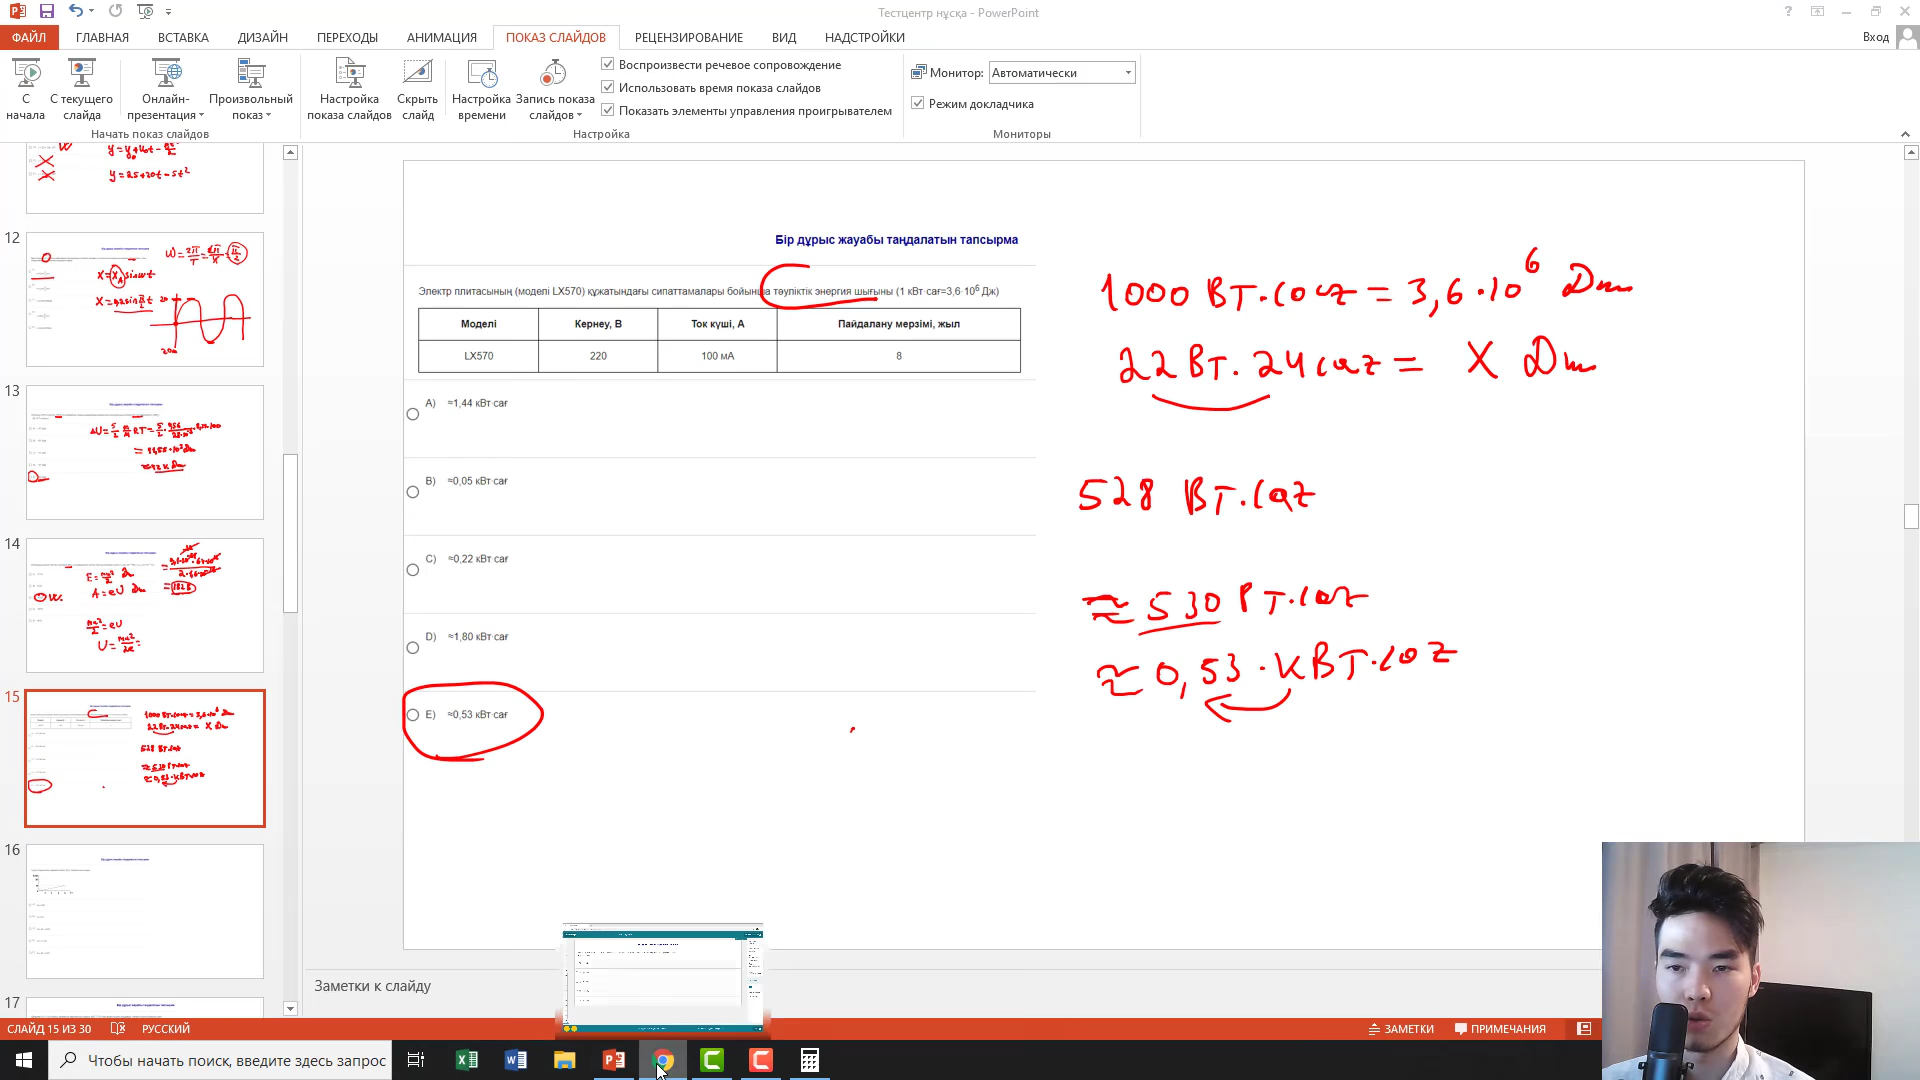 Тестцентр нұсқа - PowerPoint
ФАЙЛ ГЛАВНАЯ ВСТАВКА ДИЗАЙН ПЕРЕХОДЫ АНИМАЦИЯ ПОКАЗ СЛАЙДОВ РЕЦЕНЗИРОВАНИЕ ВИД НАДСТРОЙКИ Вход
С начала
С текущего слайда
Онлайн-презентация
Произвольный показ
Начать показ слайдов
Настройка показа слайдов
Скрыть слайд
Настройка времени
Запись показа слайдов
Воспроизвести речевое сопровождение
Использовать время показа слайдов
Показать элементы управления проигрывателем
Настройка
Монитор: Автоматически
Режим докладчика
Мониторы
y = 25+20t-5t²
12
13
14
15
16
17
Бір дұрыс жауабы таңдалатын тапсырма
Электр плитасының (моделі LX570) құжатындағы сипаттамалары бойынша тәуліктік энергия шығыны (1 кВт·сағ=3,6·10⁶ Дж)
Моделі Кернеу, В Ток күші, А Пайдалану мерзімі, жыл
LX570 220 100 мА 8
A) ≈1,44 кВт·сағ
B) ≈0,05 кВт·сағ
C) ≈0,22 кВт·сағ
D) ≈1,80 кВт·сағ
E) ≈0,53 кВт·сағ
1000 Вт·сағ = 3,6·10⁶ Дж
22 Вт·24 сағ = X Дж
528 Вт·сағ
≈ 530 Вт·сағ
≈ 0,53·кВт·сағ
Заметки к слайду
СЛАЙД 15 ИЗ 30 РУССКИЙ ЗАМЕТКИ ПРИМЕЧАНИЯ
Чтобы начать поиск, введите здесь запрос